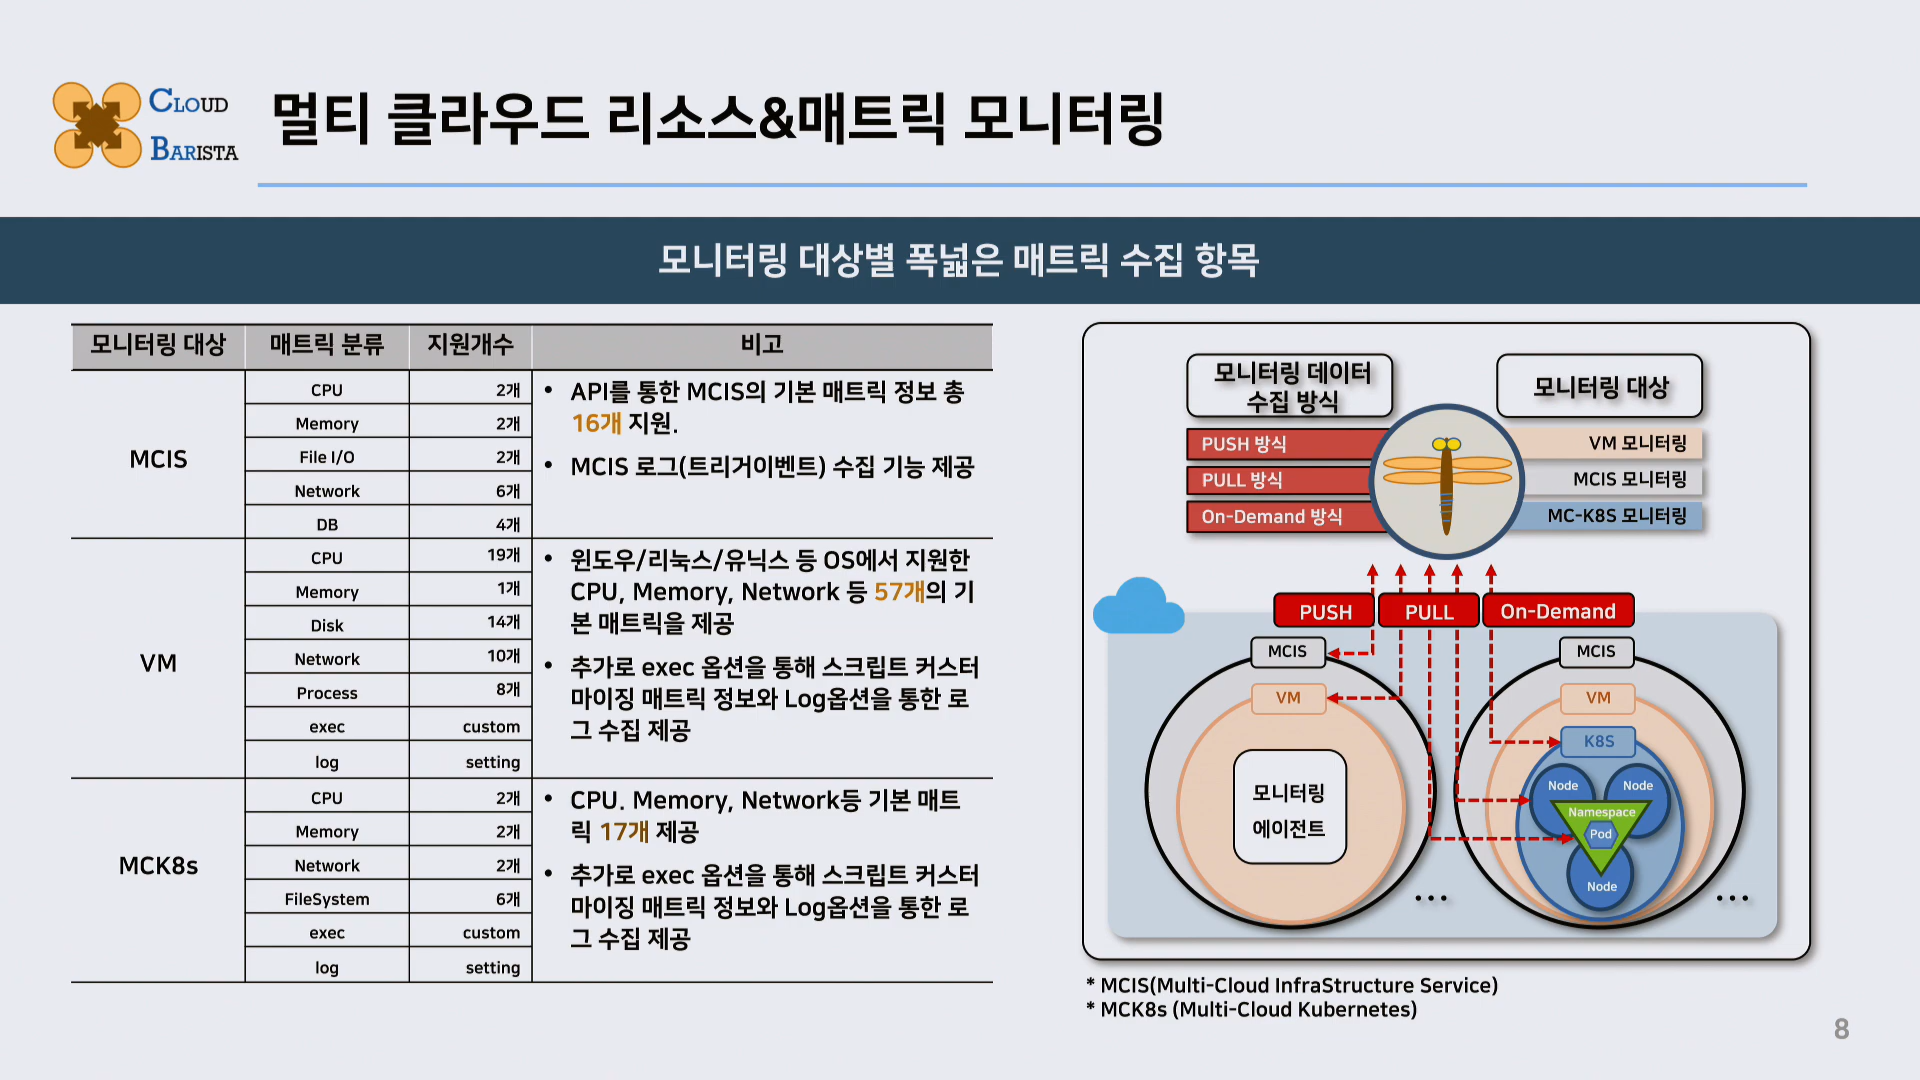 CLOUD
BARISTA
멀티 클라우드 리소스&매트릭 모니터링
모니터링 대상별 폭넓은 매트릭 수집 항목
모니터링 대상 매트릭 분류 지원개수 비고
MCIS
CPU 2개
Memory 2개
File I/O 2개
Network 6개
DB 4개
• API를 통한 MCIS의 기본 매트릭 정보 총
16개 지원.
• MCIS 로그(트리거이벤트) 수집 기능 제공
VM
CPU 19개
Memory 1개
Disk 14개
Network 10개
Process 8개
exec custom
log setting
• 윈도우/리눅스/유닉스 등 OS에서 지원한
CPU, Memory, Network 등 57개의 기
본 매트릭을 제공
• 추가로 exec 옵션을 통해 스크립트 커스터
마이징 매트릭 정보와 Log옵션을 통한 로
그 수집 제공
MCK8s
CPU 2개
Memory 2개
Network 2개
FileSystem 6개
exec custom
log setting
• CPU. Memory, Network등 기본 매트
릭 17개 제공
• 추가로 exec 옵션을 통해 스크립트 커스터
마이징 매트릭 정보와 Log옵션을 통한 로
그 수집 제공
모니터링 데이터
수집 방식
PUSH 방식
PULL 방식
On-Demand 방식
모니터링 대상
VM 모니터링
MCIS 모니터링
MC-K8S 모니터링
PUSH
PULL
On-Demand
MCIS
VM
모니터링
에이전트
...
MCIS
VM
K8S
Node
Node
Namespace
Pod
Node
...
* MCIS(Multi-Cloud InfraStructure Service)
* MCK8s (Multi-Cloud Kubernetes)
8